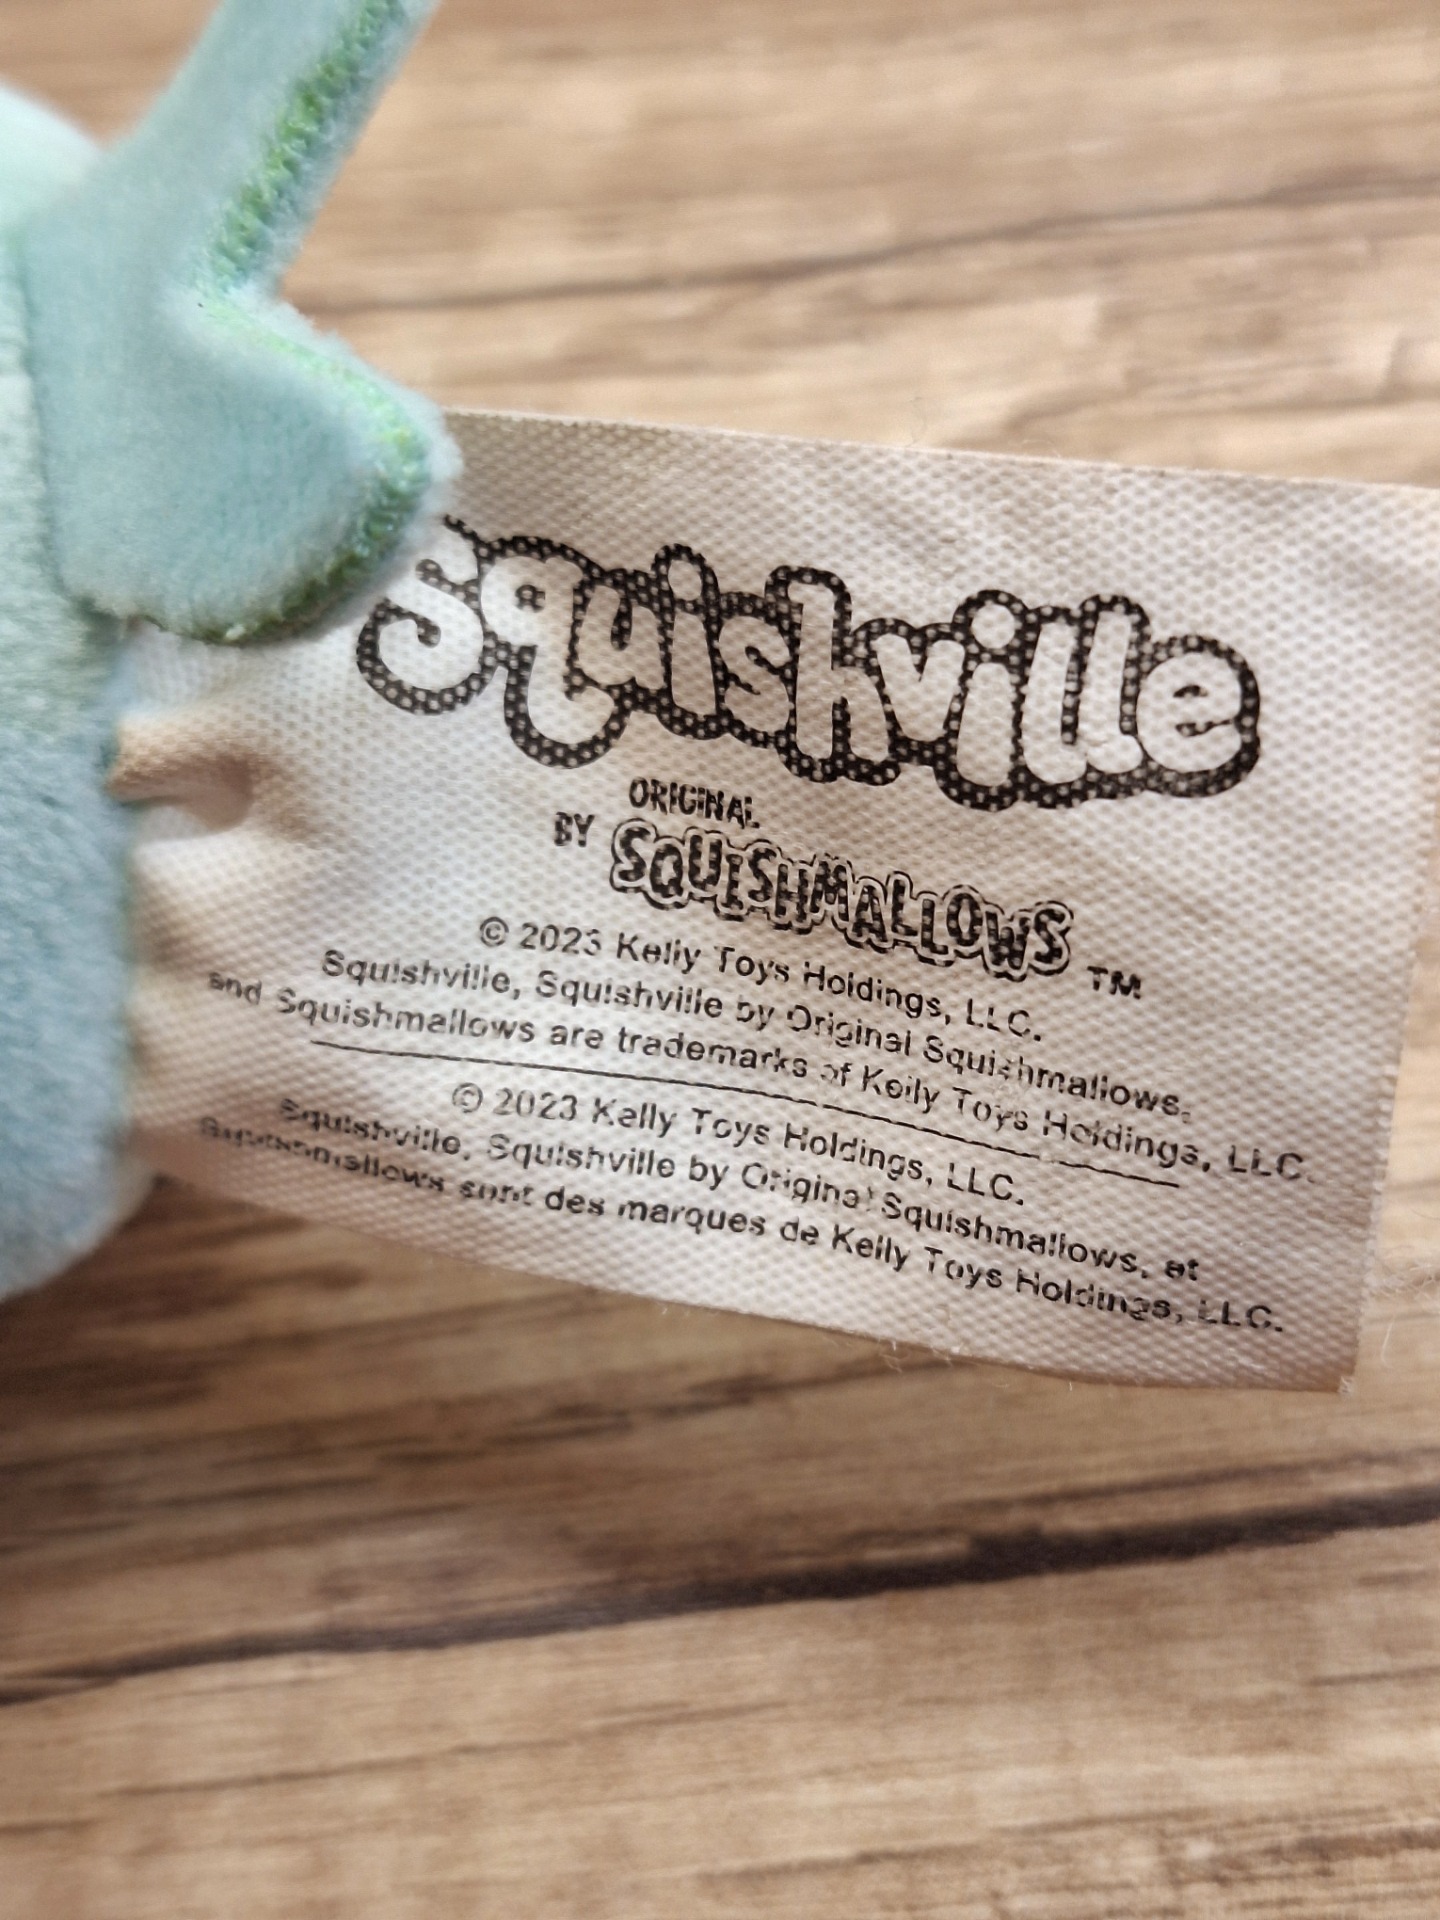 Squishville
ORIGINAL
BY SQUISHMALLOWS TM
© 2023 Kelly Toys Holdings, LLC.
Squishville, Squishville by Original Squishmallows,
and Squishmallows are trademarks of Kelly Toys Holdings, LLC.
© 2023 Kelly Toys Holdings, LLC.
Squishville, Squishville by Original Squishmallows, et
Squishmallows sont des marques de Kelly Toys Holdings, LLC.